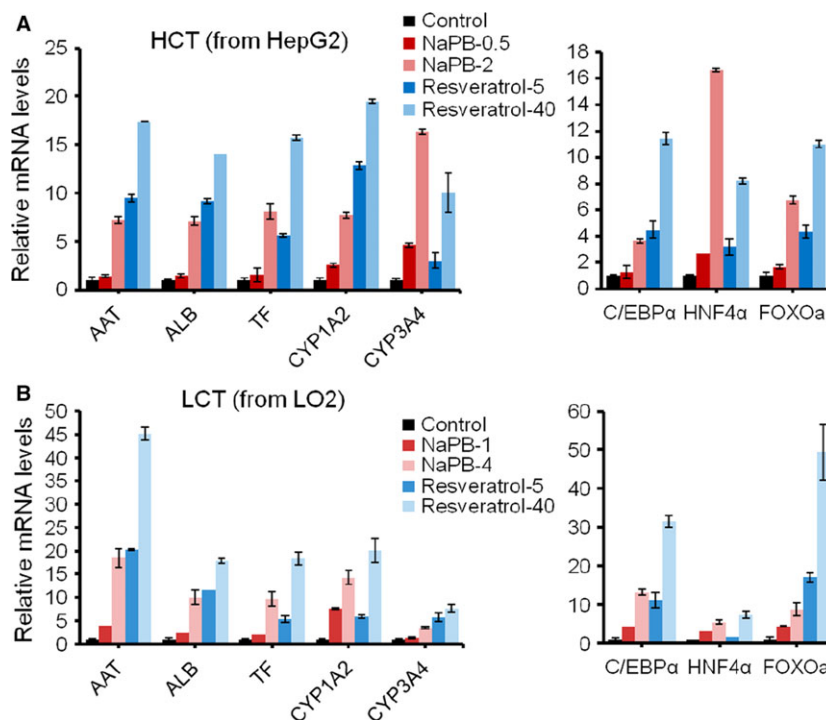 A
HCT (from HepG2)
Control
NaPB-0.5
NaPB-2
Resveratrol-5
Resveratrol-40
Relative mRNA levels
25
20
15
10
5
0
AAT
ALB
TF
CYP1A2
CYP3A4
18
16
14
12
10
8
6
4
2
0
C/EBPα
HNF4α
FOXOa
B
LCT (from LO2)
Control
NaPB-1
NaPB-4
Resveratrol-5
Resveratrol-40
Relative mRNA levels
50
45
40
35
30
25
20
15
10
5
0
AAT
ALB
TF
CYP1A2
CYP3A4
60
50
40
30
20
10
0
C/EBPα
HNF4α
FOXOa